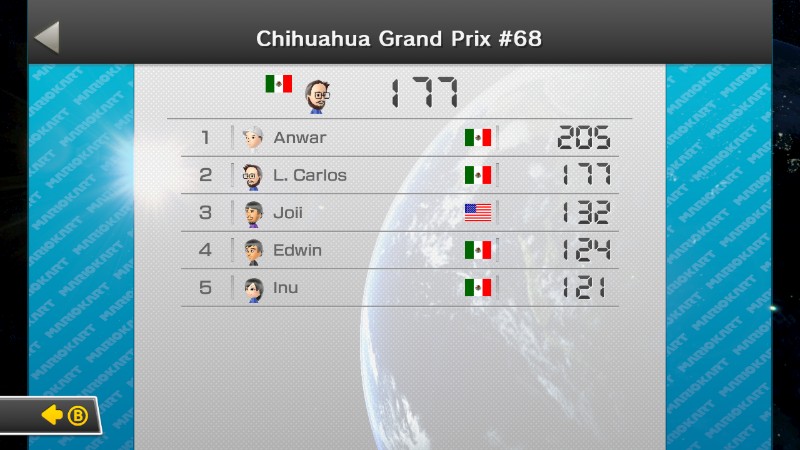 Chihuahua Grand Prix #68
177
1 Anwar 205
2 L. Carlos 177
3 Joii 132
4 Edwin 124
5 Inu 121
MARIOKART
B